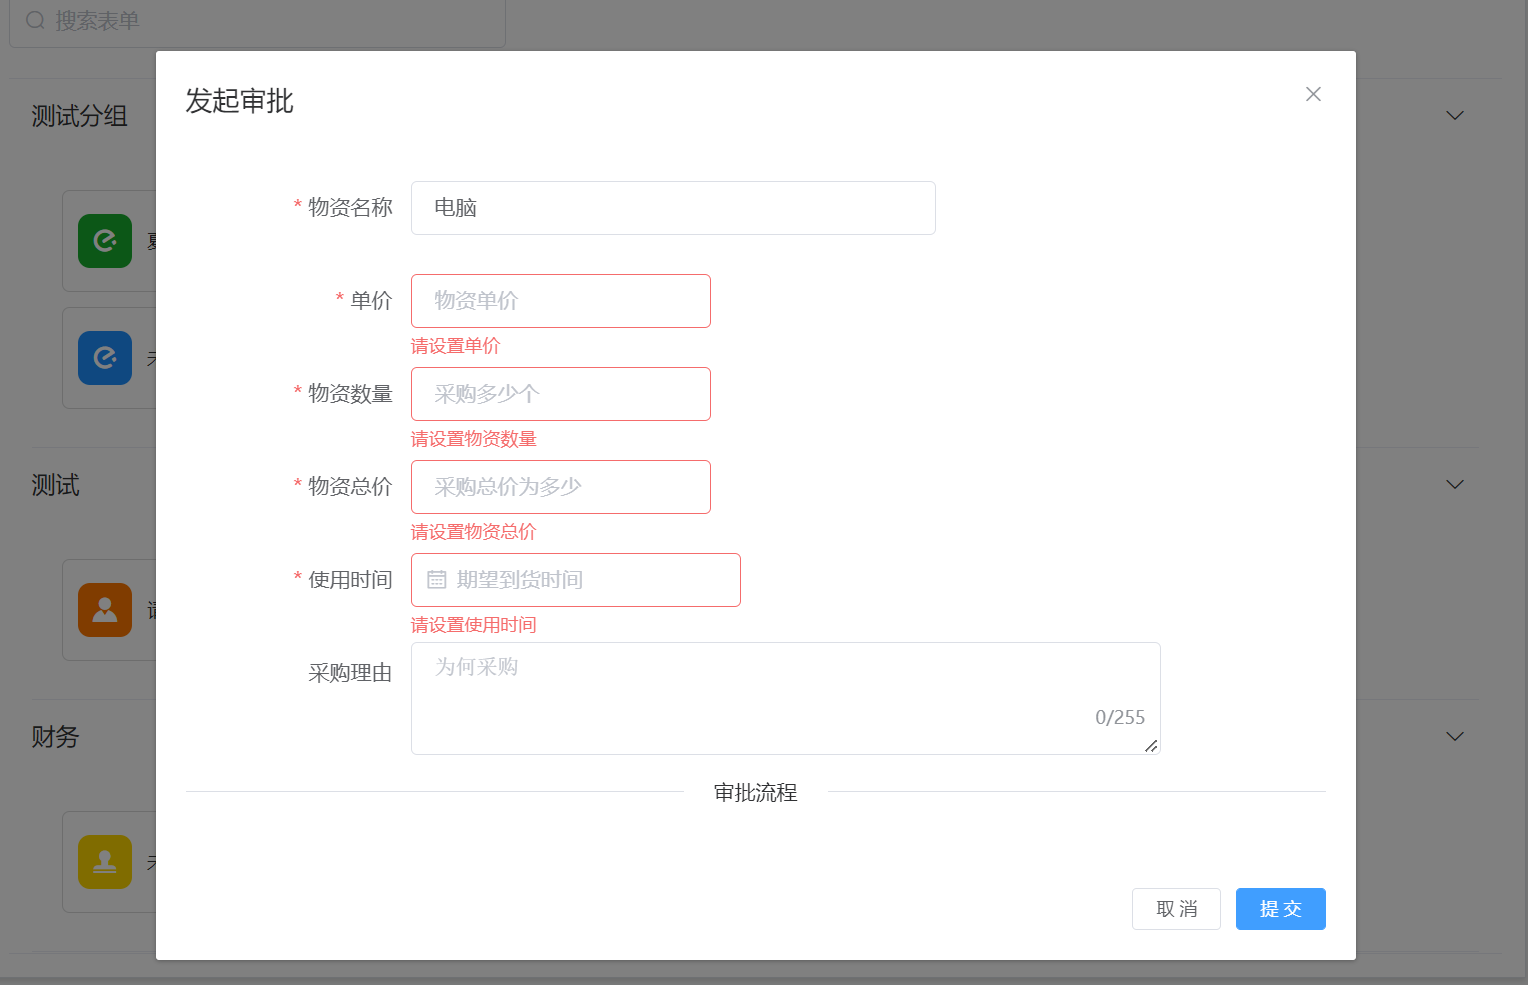 搜索表单
发起审批
测试分组
* 物资名称 电脑
* 单价 物资单价
请设置单价
* 物资数量 采购多少个
请设置物资数量
* 物资总价 采购总价为多少
测试
请设置物资总价
* 使用时间 期望到货时间
请设置使用时间
采购理由 为何采购
0/255
财务
审批流程
取消 提交